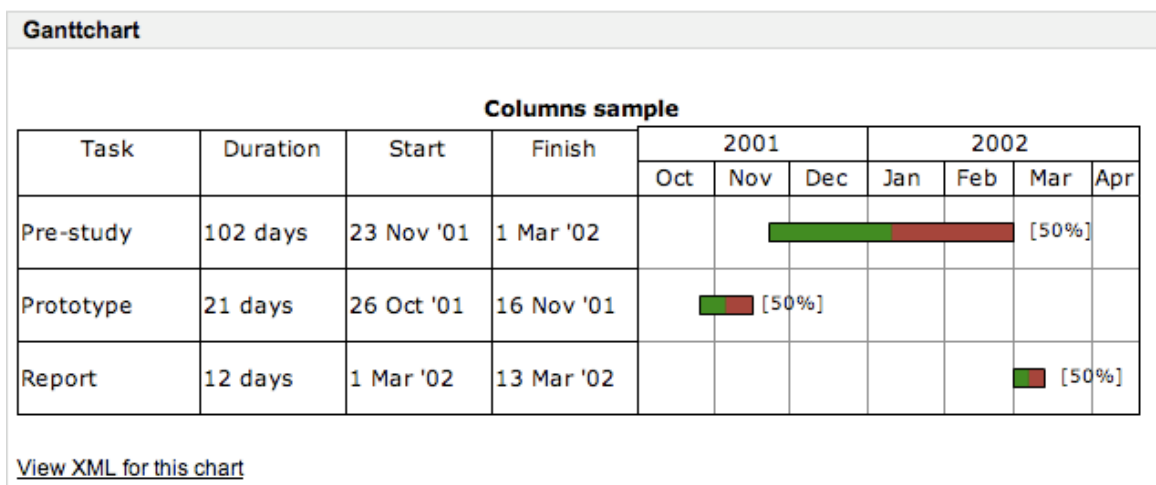 Ganttchart
Columns sample
Task Duration Start Finish 2001 2002
Oct Nov Dec Jan Feb Mar Apr
Pre-study 102 days 23 Nov '01 1 Mar '02 [50%]
Prototype 21 days 26 Oct '01 16 Nov '01 [50%]
Report 12 days 1 Mar '02 13 Mar '02 [50%]
View XML for this chart